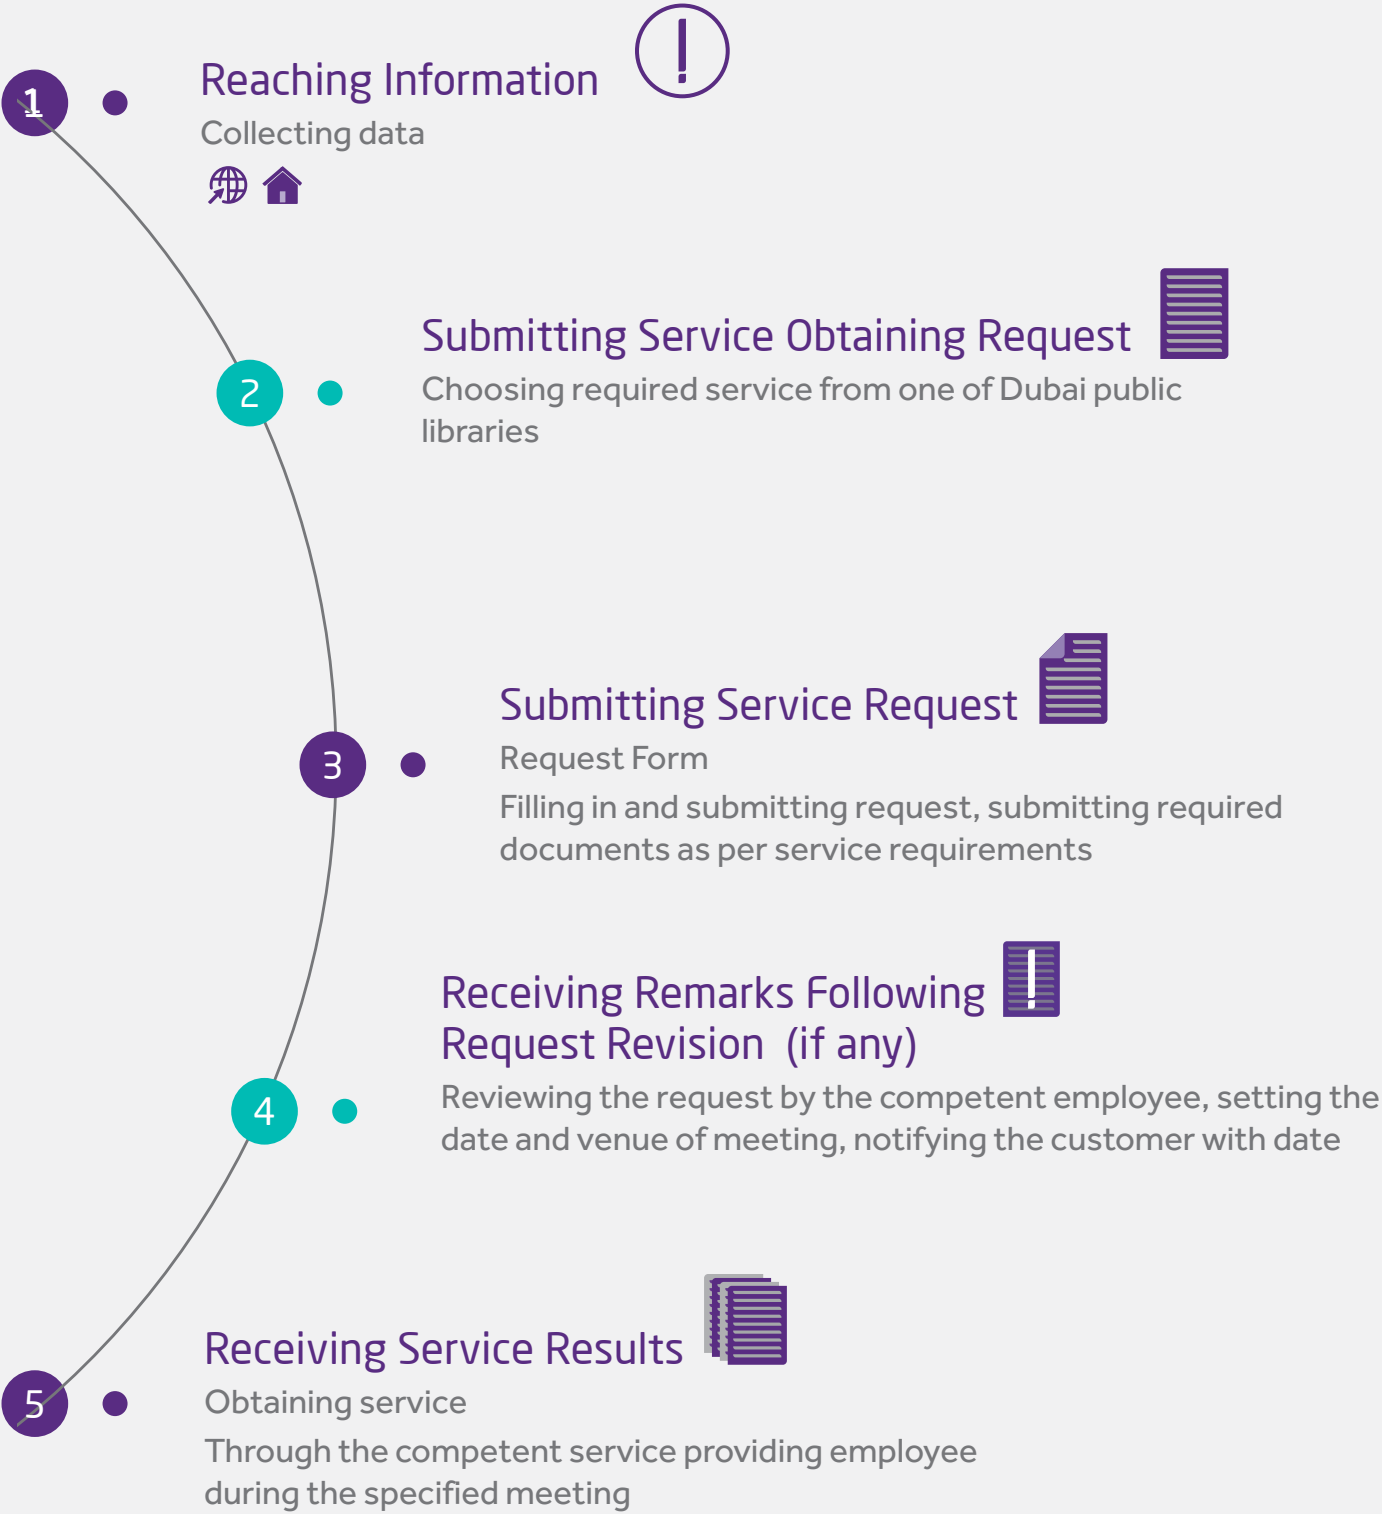 1
Reaching Information
Collecting data
2
Submitting Service Obtaining Request
Choosing required service from one of Dubai public
libraries
3
Submitting Service Request
Request Form
Filling in and submitting request, submitting required
documents as per service requirements
4
Receiving Remarks Following
Request Revision (if any)
Reviewing the request by the competent employee, setting the
date and venue of meeting, notifying the customer with date
5
Receiving Service Results
Obtaining service
Through the competent service providing employee
during the specified meeting